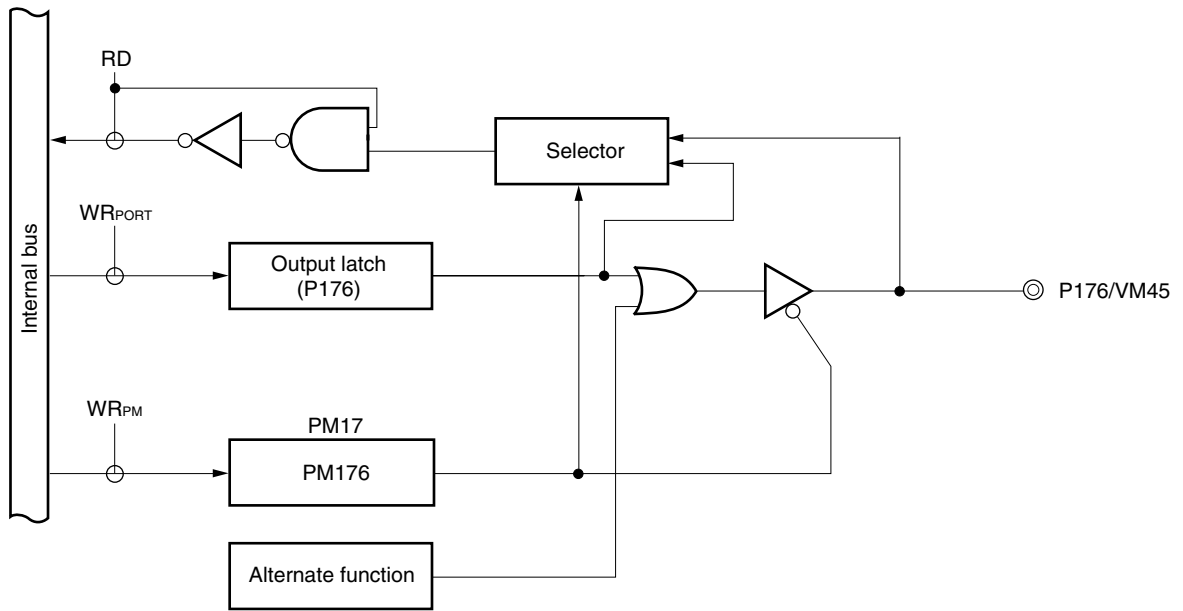 RD
Selector
WRPORT
Output latch
(P176)
Internal bus
P176/VM45
WRPM
PM17
PM176
Alternate function